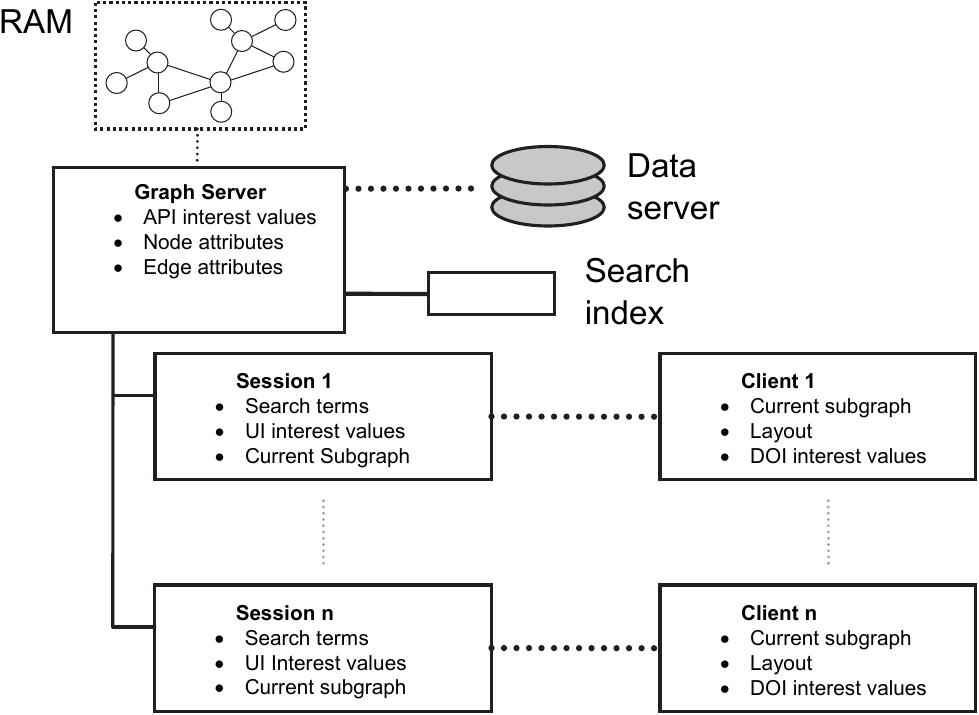 RAM
Graph Server
• API interest values
• Node attributes
• Edge attributes
Data
server
Search
index
Session 1
• Search terms
• UI interest values
• Current Subgraph
Client 1
• Current subgraph
• Layout
• DOI interest values
Session n
• Search terms
• UI Interest values
• Current subgraph
Client n
• Current subgraph
• Layout
• DOI interest values